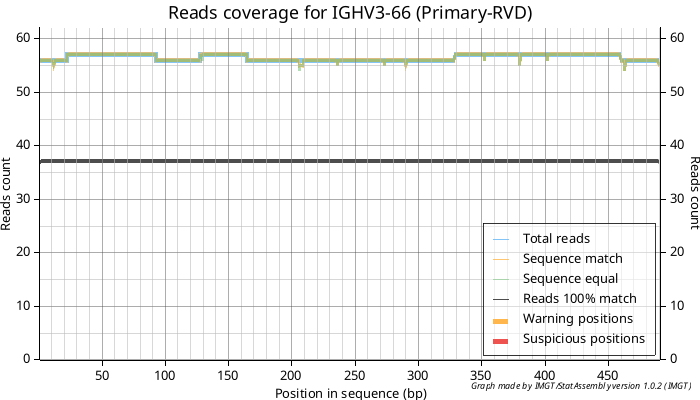 Reads coverage for IGHV3-66 (Primary-RVD)
60
50
40
30
20
10
0
Reads count
60
50
40
30
20
10
0
Reads count
Total reads
Sequence match
Sequence equal
Reads 100% match
Warning positions
Suspicious positions
50
100
150
200
250
300
350
400
450
Position in sequence (bp)
Graph made by IMGT/StatAssembly version 1.0.2 (IMGT)